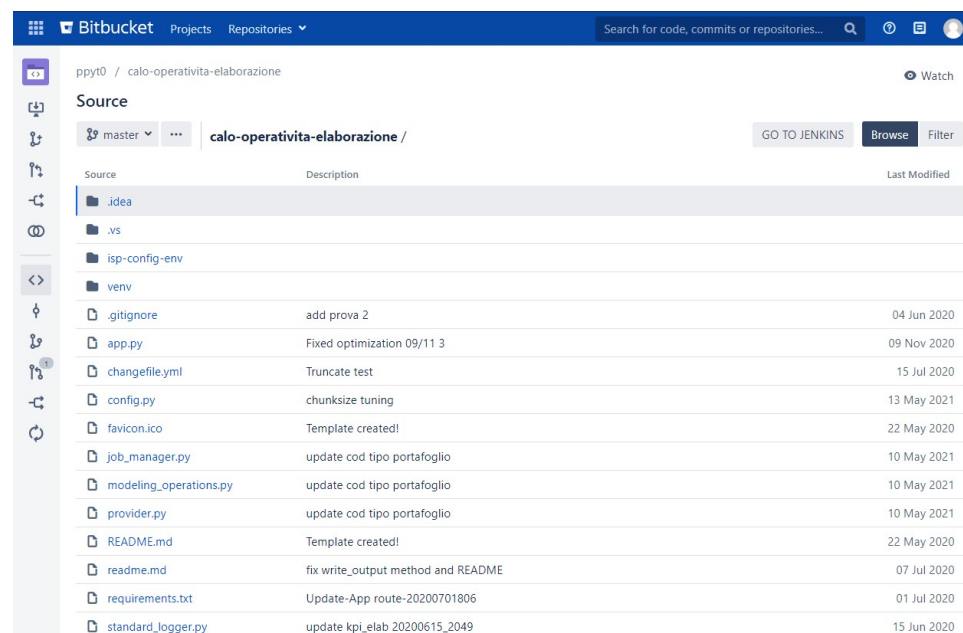 Bitbucket Projects Repositories Search for code, commits or repositories...
ppyt0 / calo-operativita-elaborazione Watch
Source
master ... calo-operativita-elaborazione / GO TO JENKINS Browse Filter
Source Description Last Modified
.idea
.vs
isp-config-env
venv
.gitignore add prova 2 04 Jun 2020
app.py Fixed optimization 09/11 3 09 Nov 2020
changefile.yml Truncate test 15 Jul 2020
config.py chunksize tuning 13 May 2021
favicon.ico Template created! 22 May 2020
job_manager.py update cod tipo portafoglio 10 May 2021
modeling_operations.py update cod tipo portafoglio 10 May 2021
provider.py update cod tipo portafoglio 10 May 2021
1
README.md Template created! 22 May 2020
readme.md fix write_output method and README 07 Jul 2020
requirements.txt Update-App route-20200701806 01 Jul 2020
standard_logger.py update kpi_elab 20200615_2049 15 Jun 2020